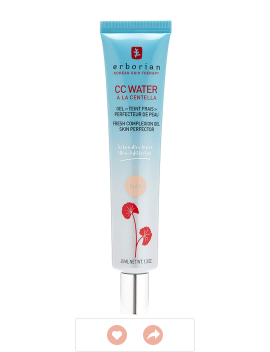 erborian
KOREAN SKIN THERAPY
CC WATER
À LA CENTELLA
GEL « TEINT FRAIS »
PERFECTEUR DE PEAU
FRESH COMPLEXION GEL
SKIN PERFECTOR